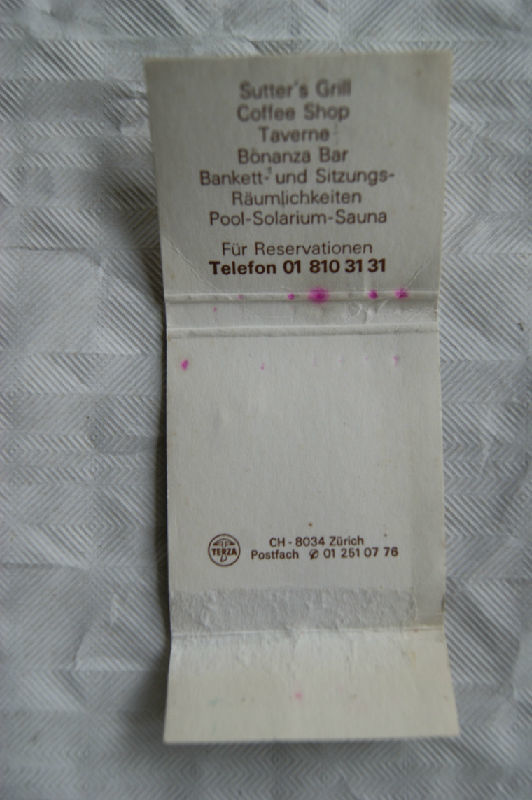 Sutter's Grill
Coffee Shop
Taverne
Bonanza Bar
Bankett- und Sitzungs-
Räumlichkeiten
Pool-Solarium-Sauna
Für Reservationen
Telefon 01 810 31 31
TERZA
CH - 8034 Zürich
Postfach ✆ 01 251 07 76